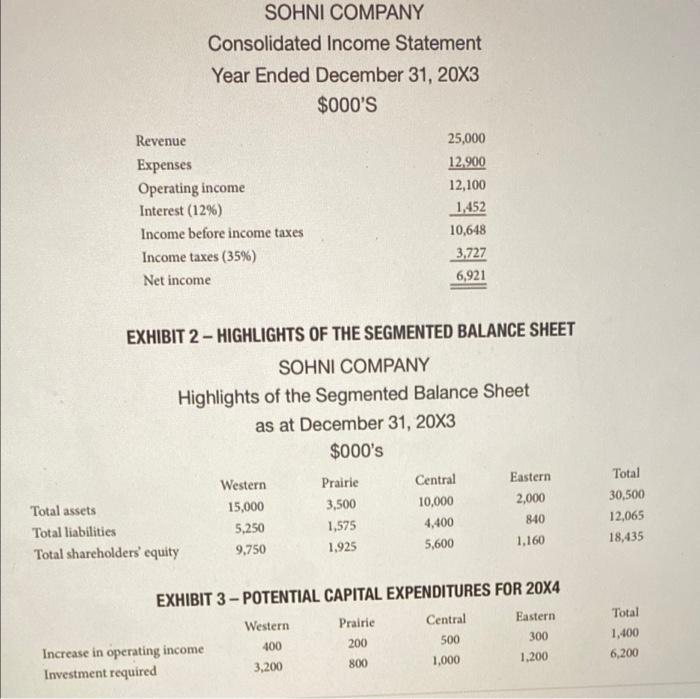 SOHNI COMPANY
Consolidated Income Statement
Year Ended December 31, 20X3
$000'S
Revenue 25,000
Expenses 12,900
Operating income 12,100
Interest (12%) 1,452
Income before income taxes 10,648
Income taxes (35%) 3,727
Net income 6,921
EXHIBIT 2 – HIGHLIGHTS OF THE SEGMENTED BALANCE SHEET
SOHNI COMPANY
Highlights of the Segmented Balance Sheet
as at December 31, 20X3
$000's
Western Prairie Central Eastern Total
Total assets 15,000 3,500 10,000 2,000 30,500
Total liabilities 5,250 1,575 4,400 840 12,065
Total shareholders' equity 9,750 1,925 5,600 1,160 18,435
EXHIBIT 3 – POTENTIAL CAPITAL EXPENDITURES FOR 20X4
Western Prairie Central Eastern Total
Increase in operating income 400 200 500 300 1,400
Investment required 3,200 800 1,000 1,200 6,200